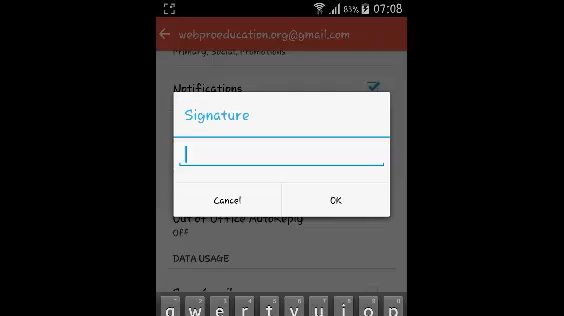 83% 07:08
webproeducation.org@gmail.com
Primary, Social, Promotions
Notifications
Signature
Cancel OK
Out of Office AutoReply
OFF
DATA USAGE
q w e r t y u i o p